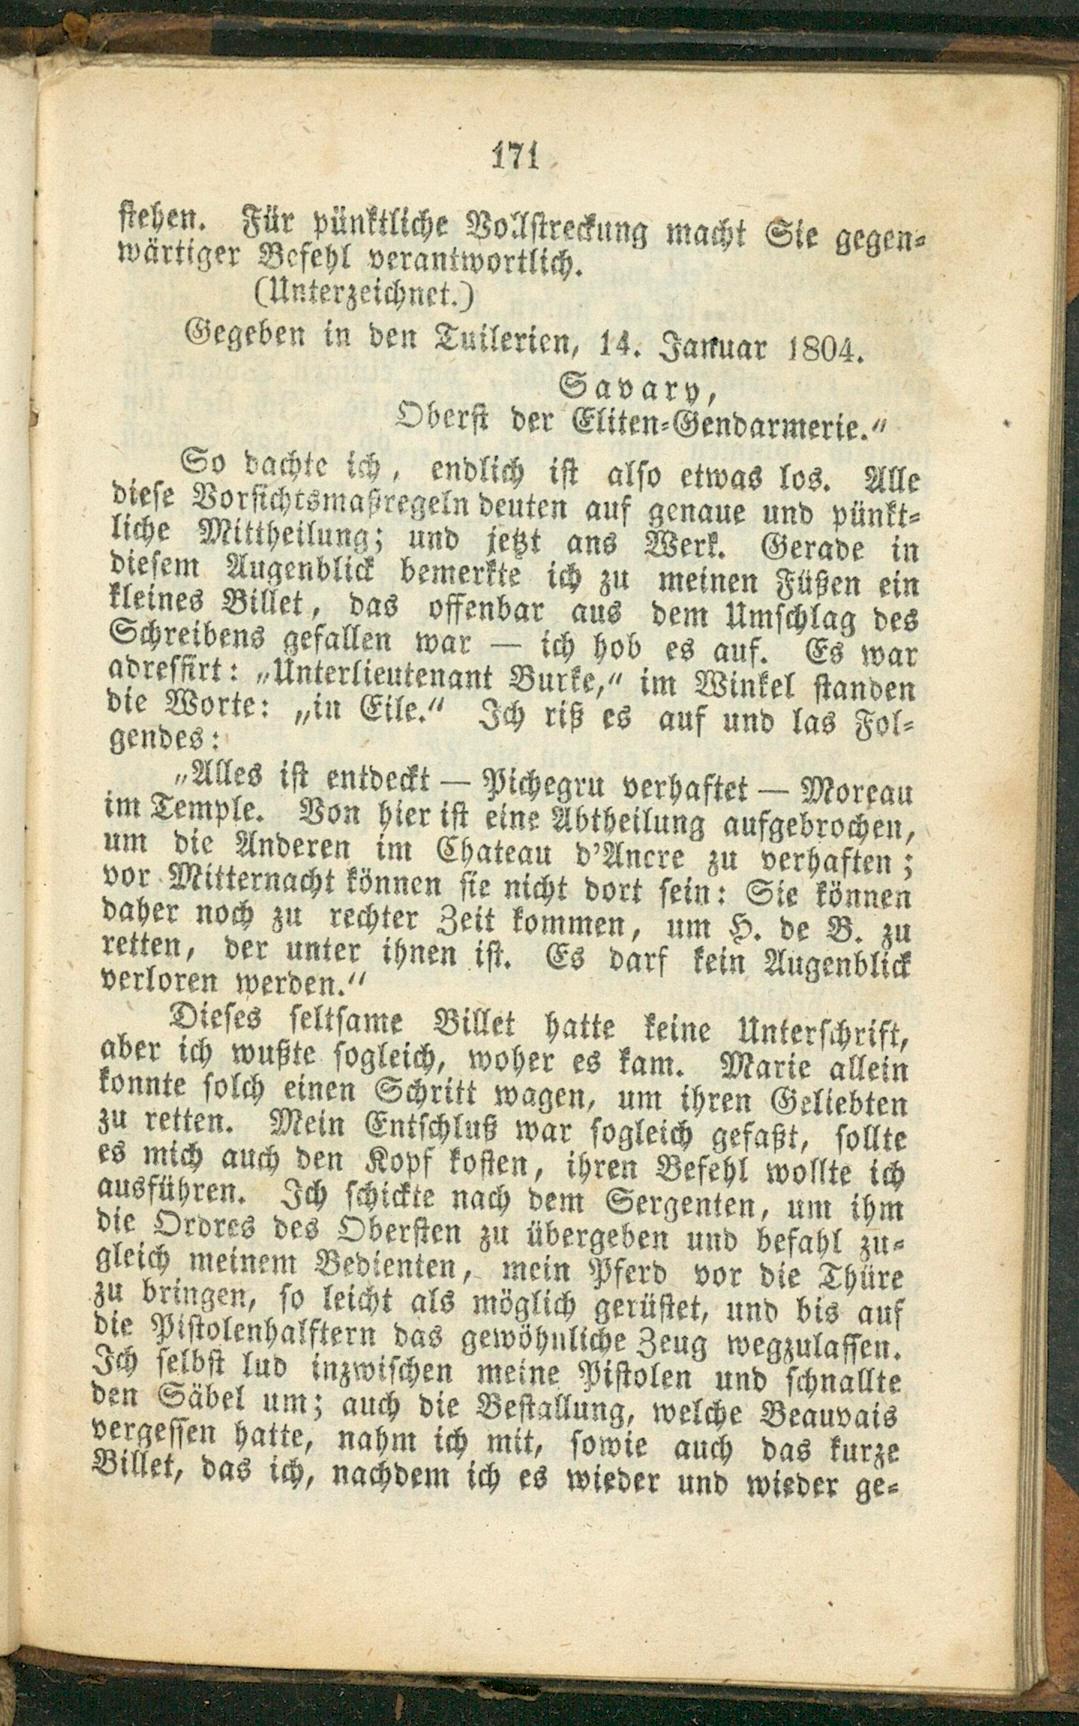 171
stehen. Für pünktliche Vollstreckung macht Sie gegen-
wärtiger Befehl verantwortlich.
(Unterzeichnet.)
Gegeben in den Tuilerien, 14. Januar 1804.
Savary,
Oberst der Eliten-Gendarmerie.“
So dachte ich, endlich ist also etwas los. Alle
diese Vorsichtsmaßregeln deuten auf genaue und pünkt-
liche Mittheilung; und jetzt ans Werk. Gerade in
diesem Augenblick bemerkte ich zu meinen Füßen ein
kleines Billet, das offenbar aus dem Umschlag des
Schreibens gefallen war — ich hob es auf. Es war
adressirt: „Unterlieutenant Burke,“ im Winkel standen
die Worte: „in Eile.“ Ich riß es auf und las Fol-
gendes:
„Alles ist entdeckt — Pichegru verhaftet — Moreau
im Temple. Von hier ist eine Abtheilung aufgebrochen,
um die Anderen im Chateau d'Ancre zu verhaften;
vor Mitternacht können sie nicht dort sein: Sie können
daher noch zu rechter Zeit kommen, um H. de B. zu
retten, der unter ihnen ist. Es darf kein Augenblick
verloren werden.“
Dieses seltsame Billet hatte keine Unterschrift,
aber ich wußte sogleich, woher es kam. Marie allein
konnte solch einen Schritt wagen, um ihren Geliebten
zu retten. Mein Entschluß war sogleich gefaßt, sollte
es mich auch den Kopf kosten, ihren Befehl wollte ich
ausführen. Ich schickte nach dem Sergenten, um ihm
die Ordres des Obersten zu übergeben und befahl zu-
gleich meinem Bedienten, mein Pferd vor die Thüre
zu bringen, so leicht als möglich gerüstet, und bis auf
die Pistolenhalftern das gewöhnliche Zeug wegzulassen.
Ich selbst lud inzwischen meine Pistolen und schnallte
den Säbel um; auch die Bestallung, welche Beauvais
vergessen hatte, nahm ich mit, sowie auch das kurze
Billet, das ich, nachdem ich es wieder und wieder ge-